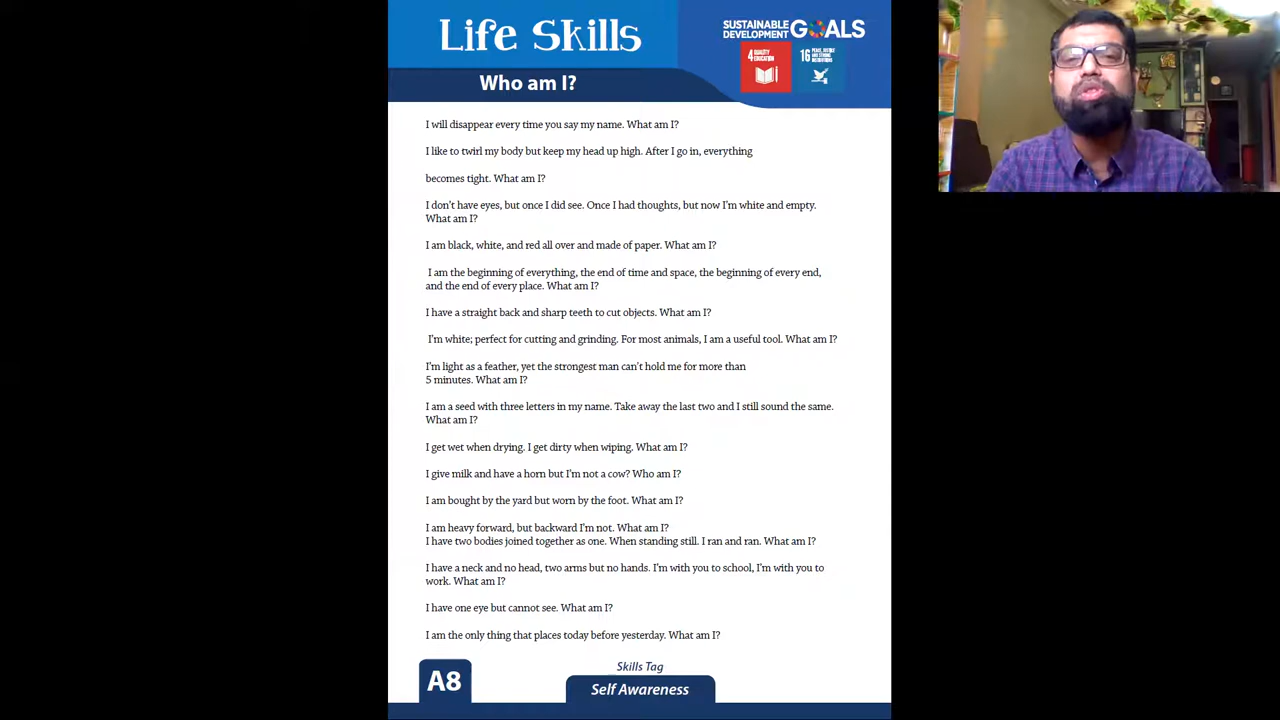 Life Skills
Who am I?
SUSTAINABLE
DEVELOPMENT GOALS
4 QUALITY
EDUCATION
16 PEACE, JUSTICE
AND STRONG
INSTITUTIONS
I will disappear every time you say my name. What am I?
I like to twirl my body but keep my head up high. After I go in, everything
becomes tight. What am I?
I don't have eyes, but once I did see. Once I had thoughts, but now I'm white and empty.
What am I?
I am black, white, and red all over and made of paper. What am I?
I am the beginning of everything, the end of time and space, the beginning of every end,
and the end of every place. What am I?
I have a straight back and sharp teeth to cut objects. What am I?
I'm white; perfect for cutting and grinding. For most animals, I am a useful tool. What am I?
I'm light as a feather, yet the strongest man can't hold me for more than
5 minutes. What am I?
I am a seed with three letters in my name. Take away the last two and I still sound the same.
What am I?
I get wet when drying. I get dirty when wiping. What am I?
I give milk and have a horn but I'm not a cow? Who am I?
I am bought by the yard but worn by the foot. What am I?
I am heavy forward, but backward I'm not. What am I?
I have two bodies joined together as one. When standing still. I ran and ran. What am I?
I have a neck and no head, two arms but no hands. I'm with you to school, I'm with you to
work. What am I?
I have one eye but cannot see. What am I?
I am the only thing that places today before yesterday. What am I?
Skills Tag
A8
Self Awareness